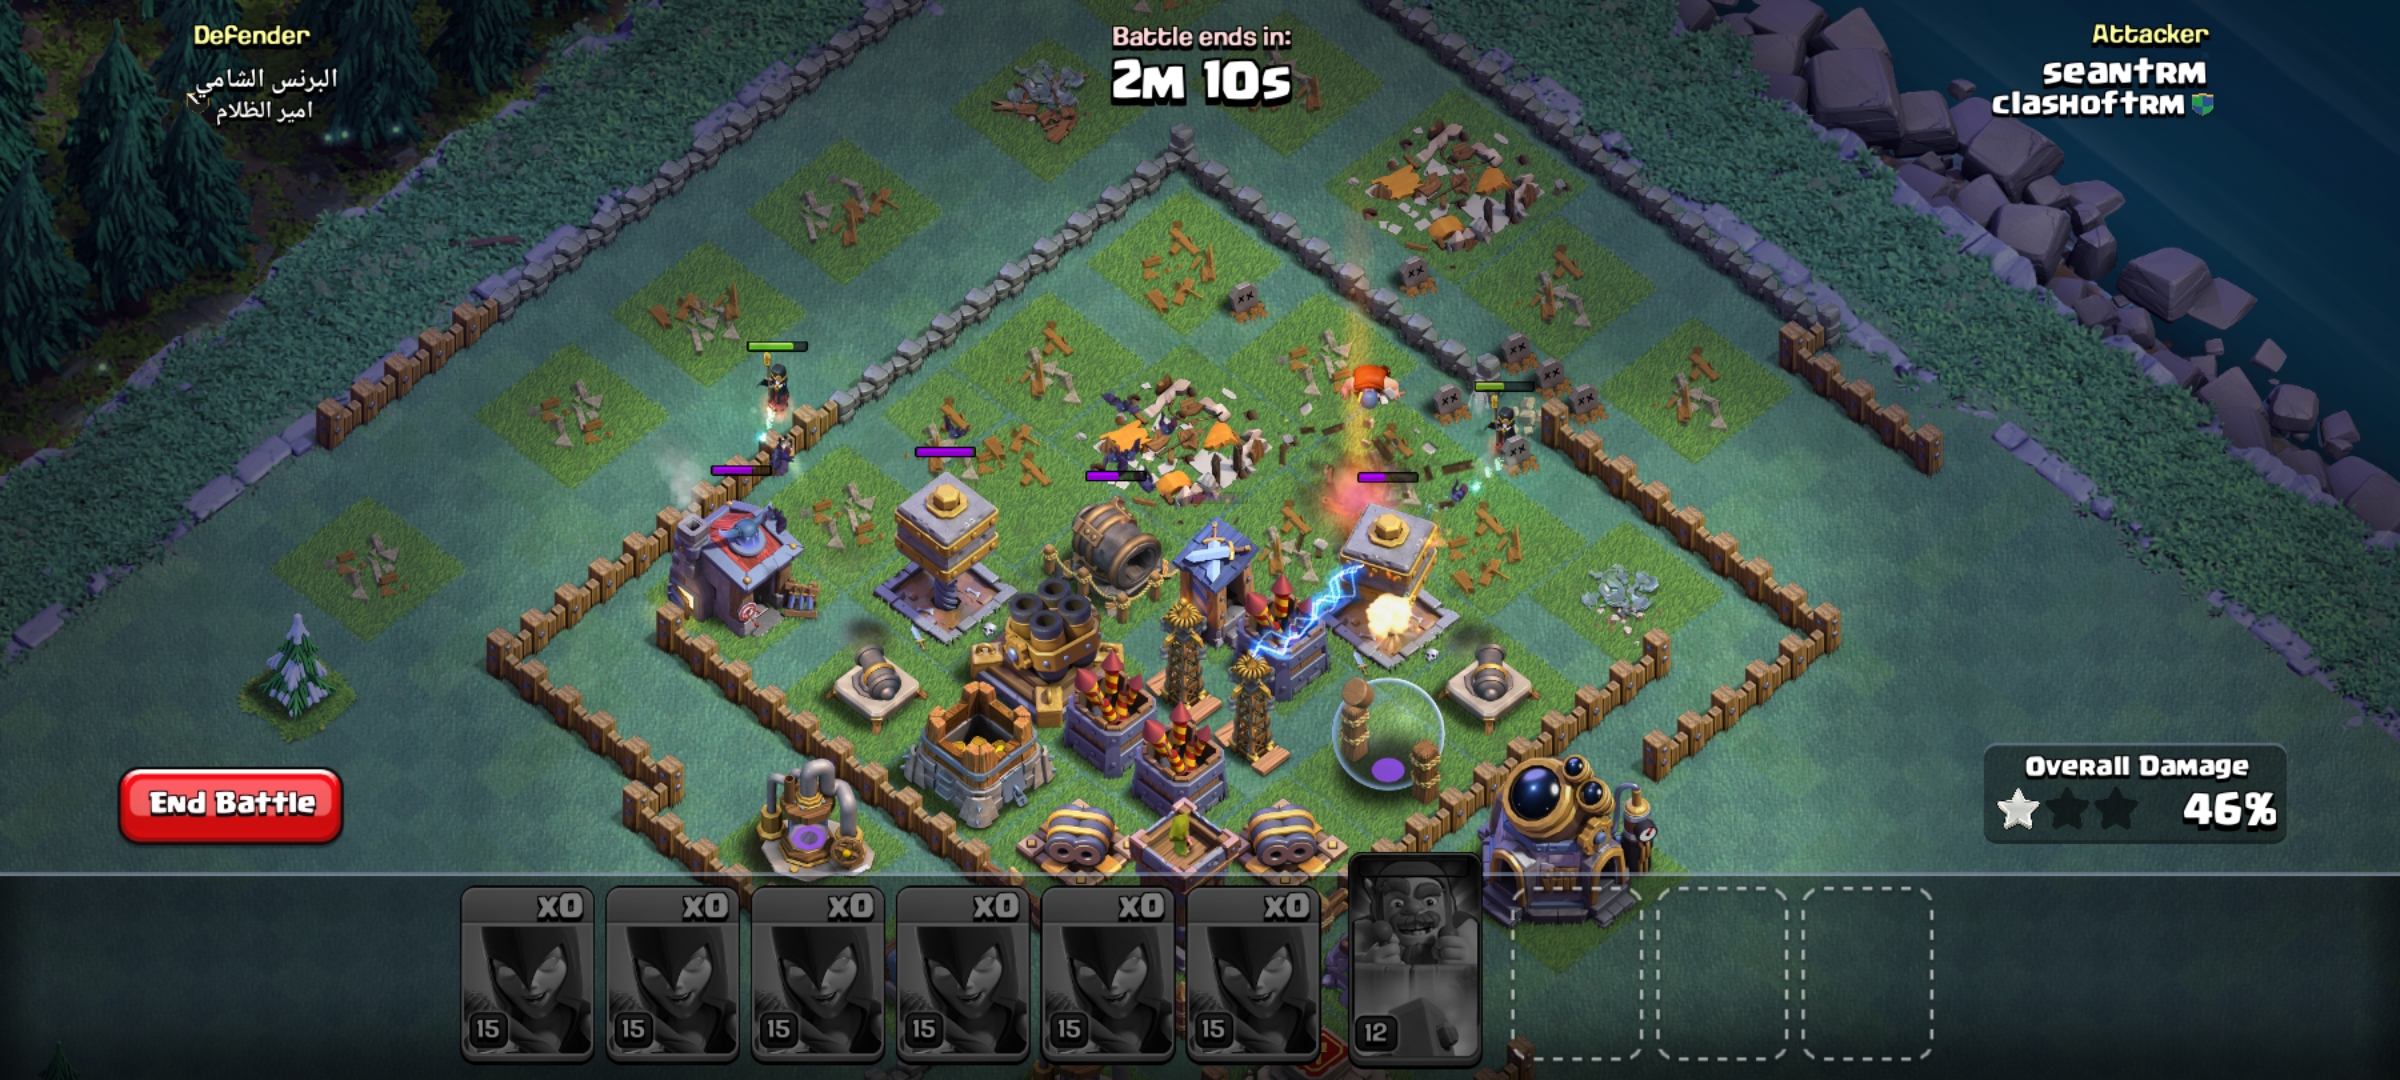 Defender
البرنس الشامي
امير الظلام
Battle ends in:
2M 10s
Attacker
seantrm
clashoftrm
End Battle
Overall Damage
46%
x0
x0
x0
x0
x0
x0
15
15
15
15
15
15
12